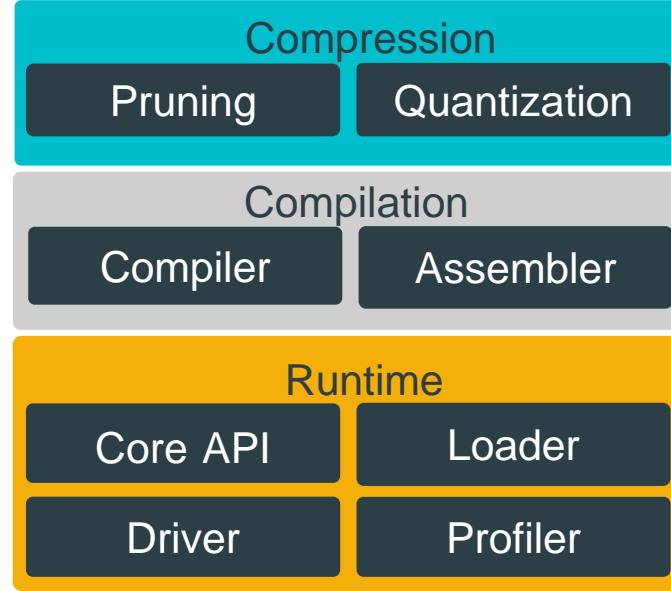 Compression
Pruning Quantization
Compilation
Compiler Assembler
Runtime
Core API Loader
Driver Profiler